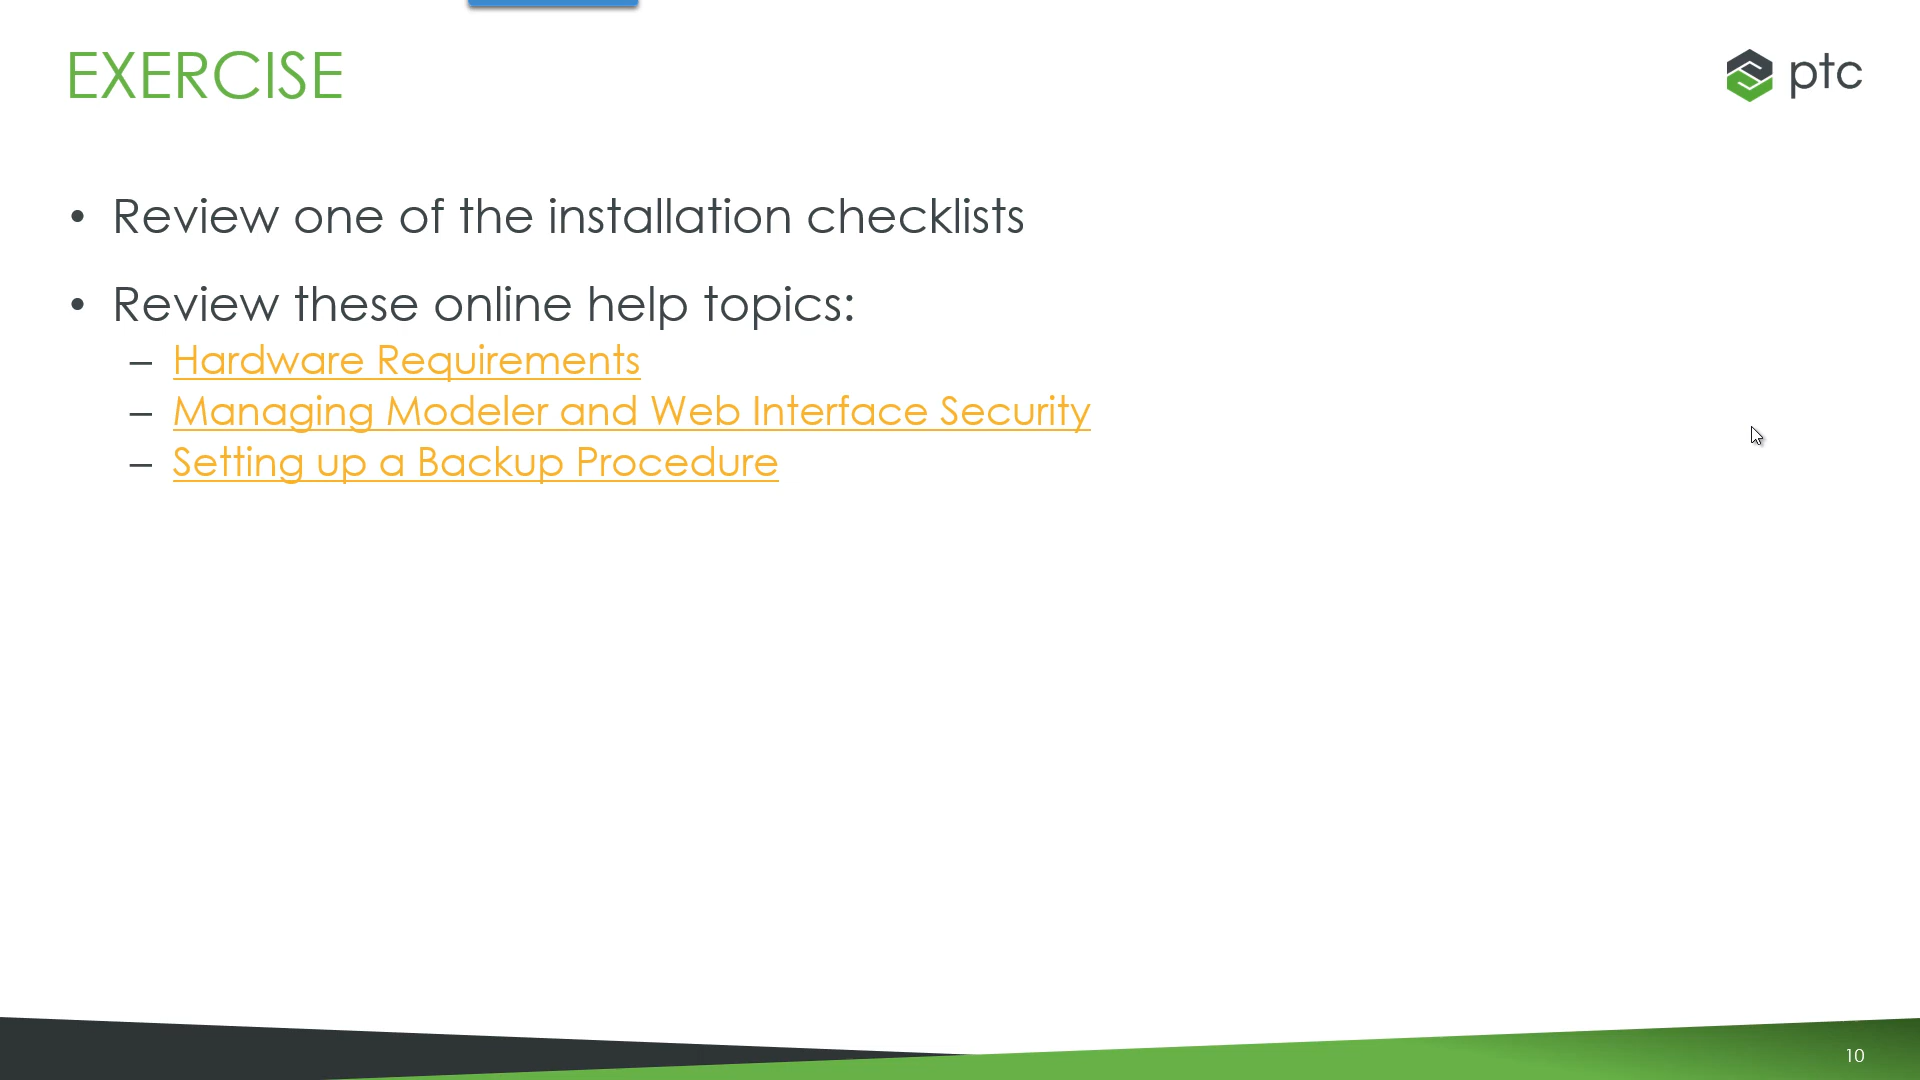 EXERCISE
ptc
• Review one of the installation checklists
• Review these online help topics:
– Hardware Requirements
– Managing Modeler and Web Interface Security
– Setting up a Backup Procedure
10